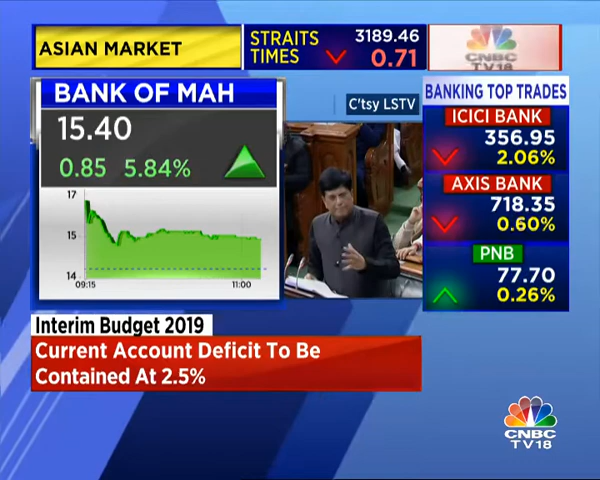 ASIAN MARKET
STRAITS
TIMES
3189.46
0.71
CNBC
TV18
BANK OF MAH
15.40
0.85 5.84%
17
15
14
09:15 11:00
C'tsy LSTV
BANKING TOP TRADES
ICICI BANK
356.95
2.06%
AXIS BANK
718.35
0.60%
PNB
77.70
0.26%
Interim Budget 2019
Current Account Deficit To Be
Contained At 2.5%
CNBC
TV18